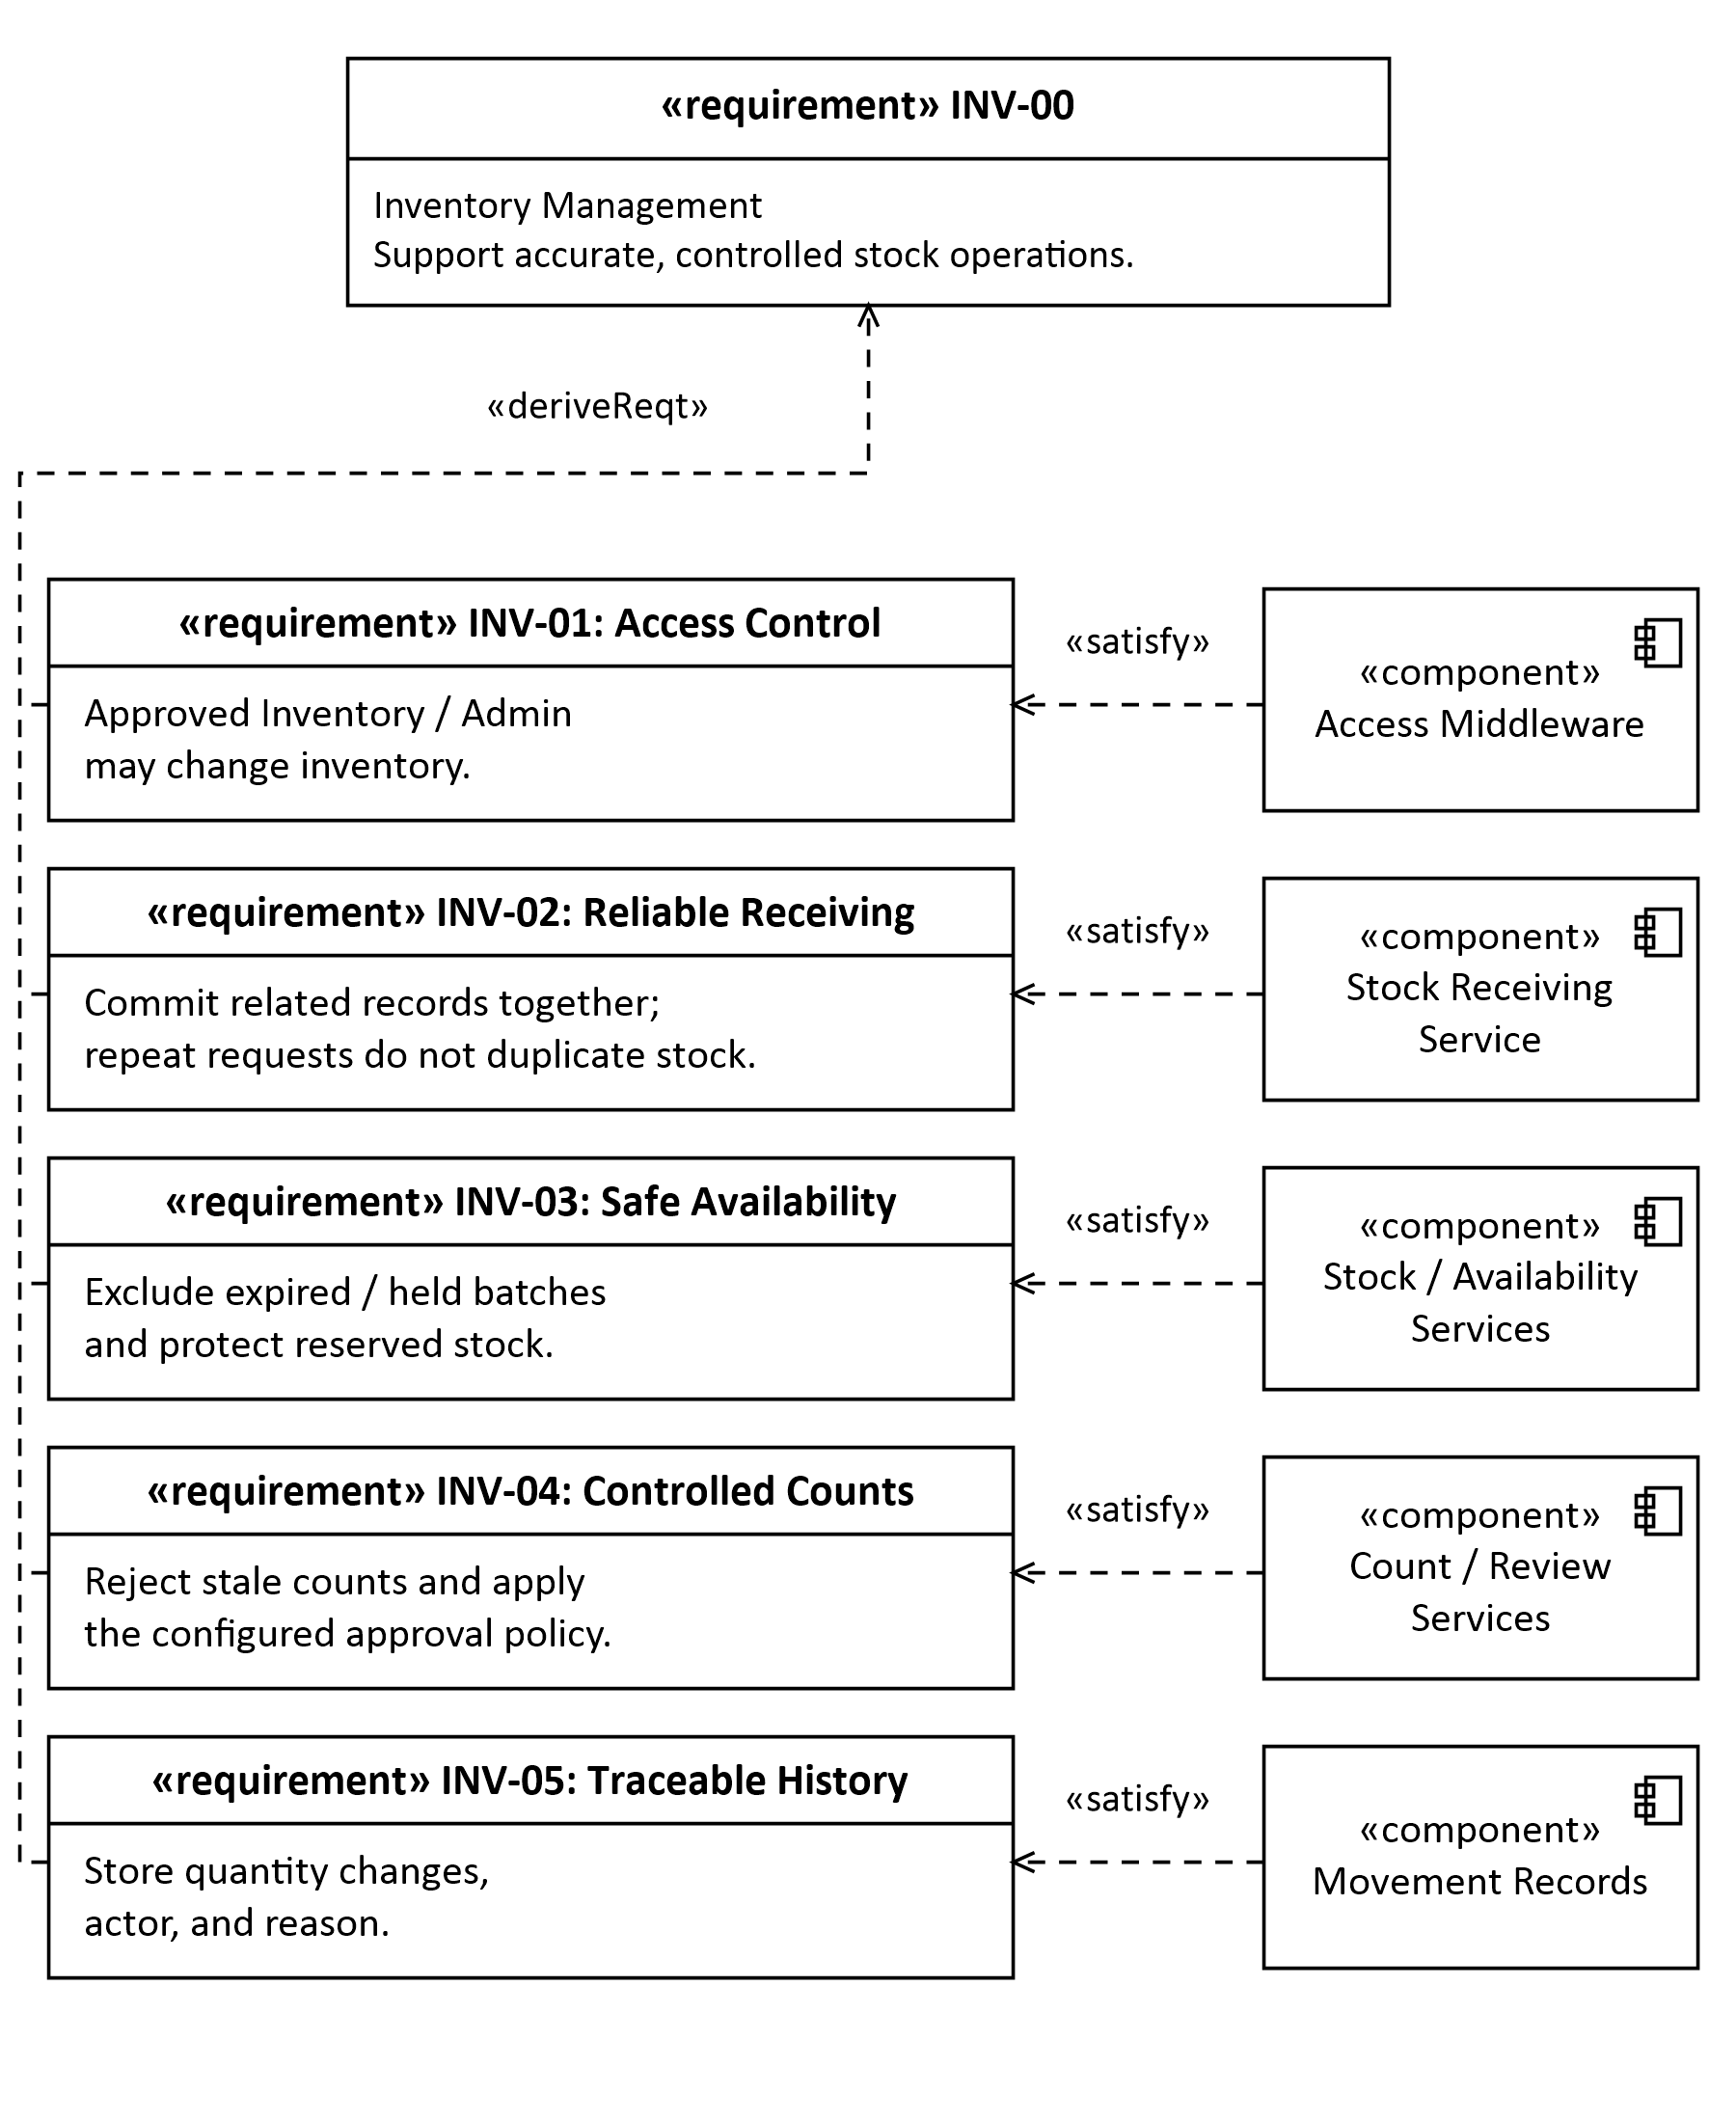 «requirement» INV-00
Inventory Management
Support accurate, controlled stock operations.
«deriveReqt»
«requirement» INV-01: Access Control
Approved Inventory / Admin
may change inventory.
«satisfy»
«component»
Access Middleware
«requirement» INV-02: Reliable Receiving
Commit related records together;
repeat requests do not duplicate stock.
«satisfy»
«component»
Stock Receiving
Service
«requirement» INV-03: Safe Availability
Exclude expired / held batches
and protect reserved stock.
«satisfy»
«component»
Stock / Availability
Services
«requirement» INV-04: Controlled Counts
Reject stale counts and apply
the configured approval policy.
«satisfy»
«component»
Count / Review
Services
«requirement» INV-05: Traceable History
Store quantity changes,
actor, and reason.
«satisfy»
«component»
Movement Records